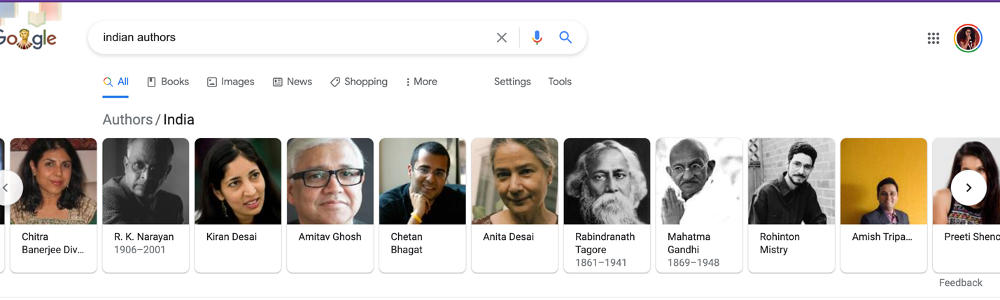 Google
indian authors
All
Books
Images
News
Shopping
More
Settings
Tools
Authors / India
Chitra
Banerjee Div...
R. K. Narayan
1906–2001
Kiran Desai
Amitav Ghosh
Chetan
Bhagat
Anita Desai
Rabindranath
Tagore
1861–1941
Mahatma
Gandhi
1869–1948
Rohinton
Mistry
Amish Tripa...
Preeti Sheno
Feedback